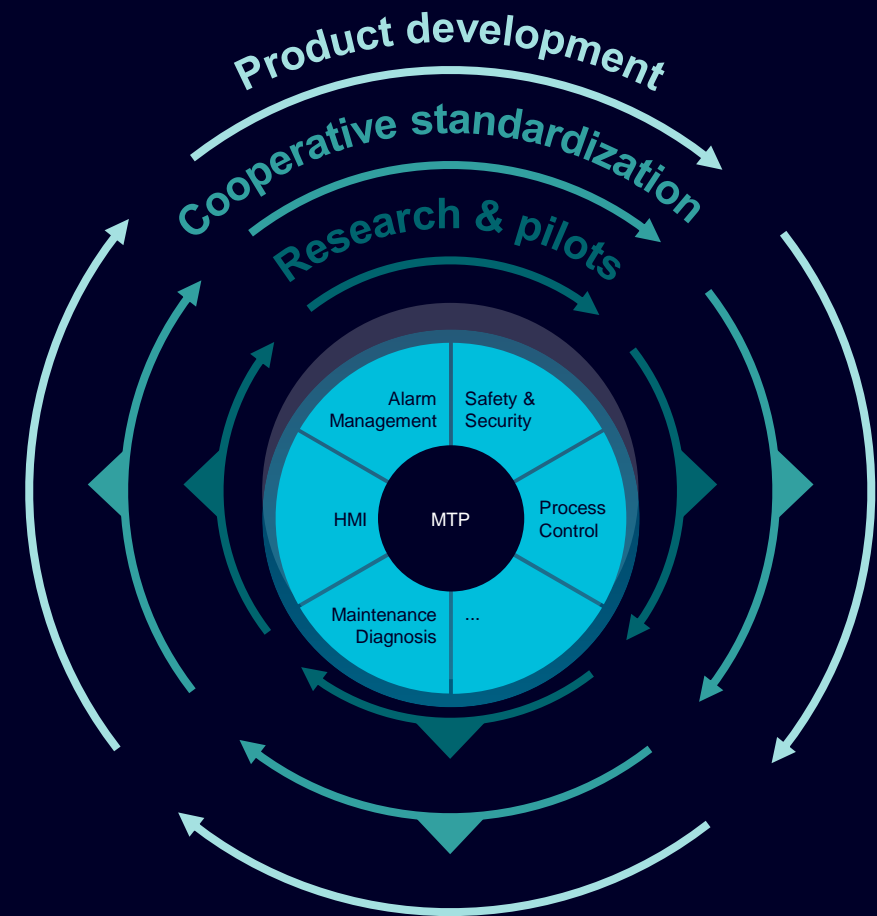 Product development
Cooperative standardization
Research & pilots
Alarm
Management
Safety &
Security
HMI
MTP
Process
Control
Maintenance
Diagnosis
...